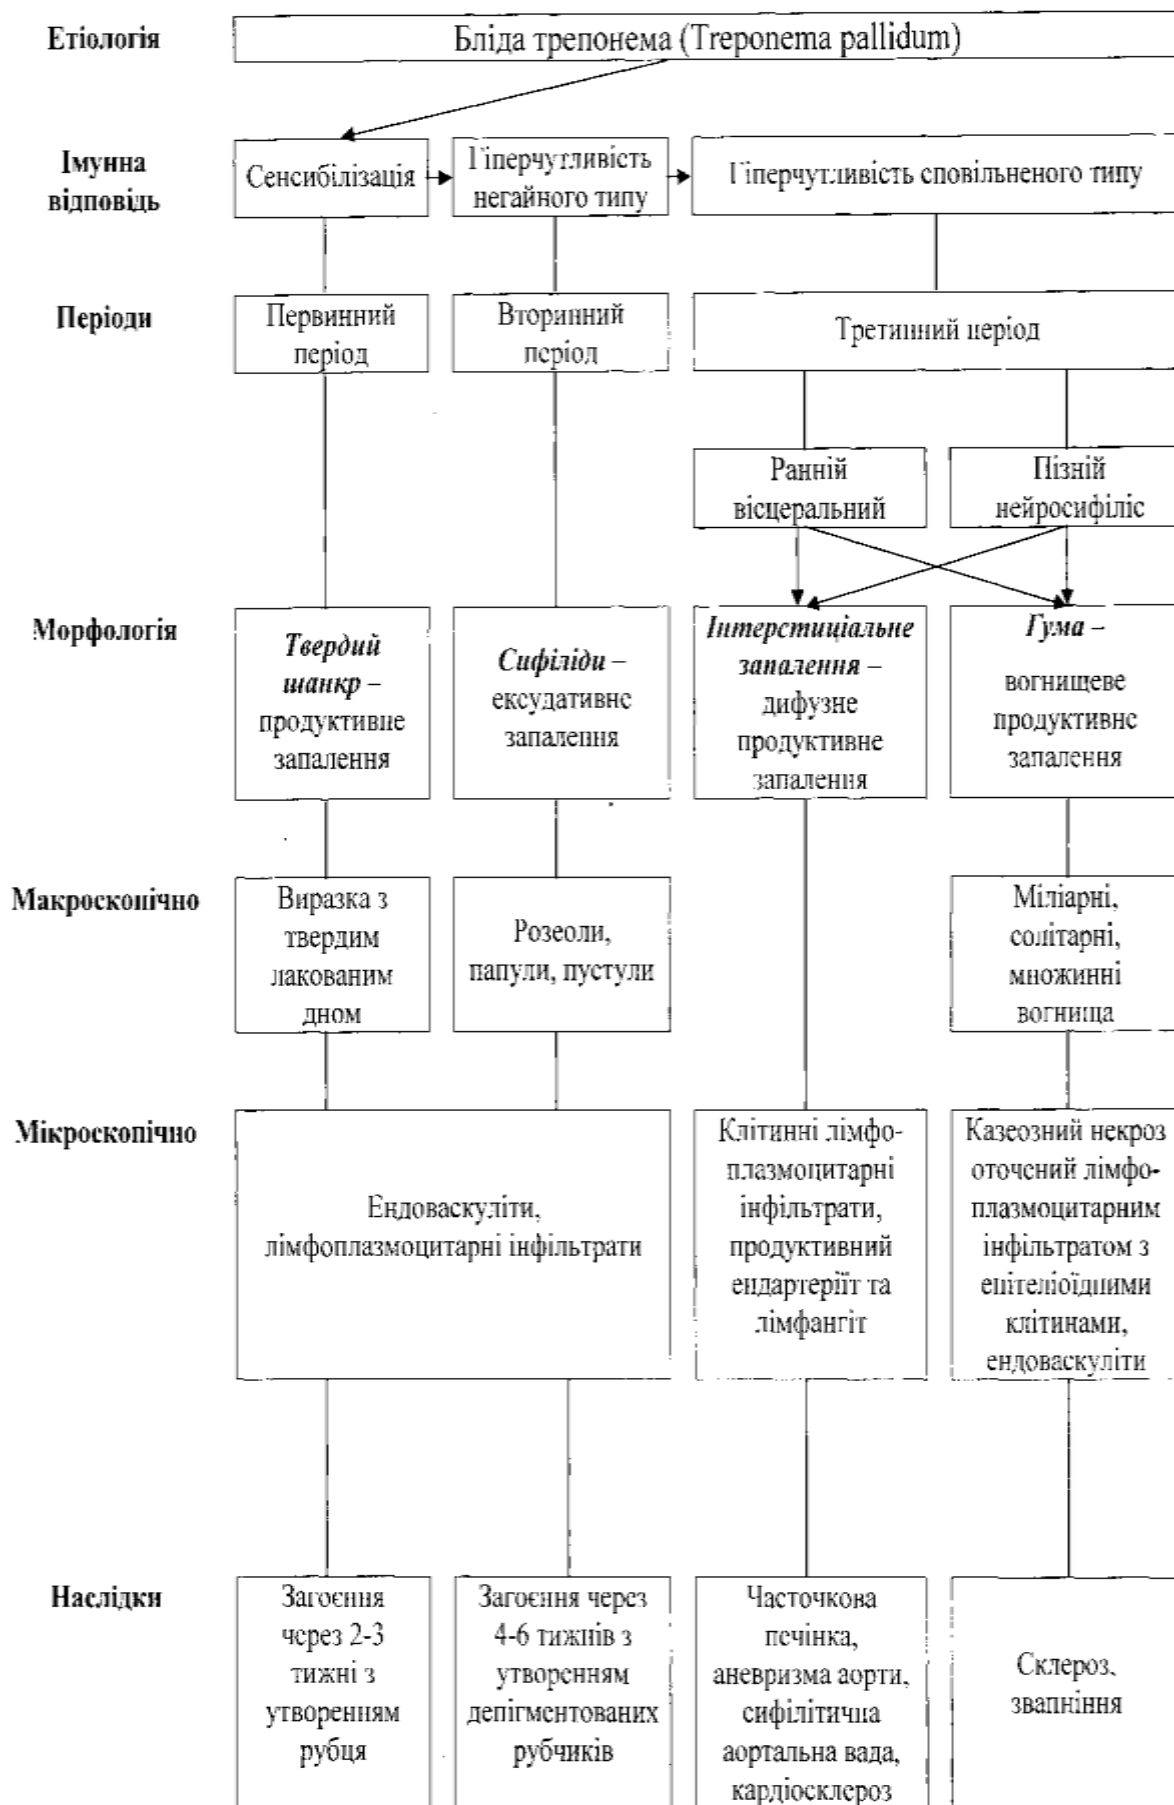 Етіологія
Бліда трепонема (Treponema pallidum)
Імунна
відповідь
Сенсибілізація
Гіперчутливість
негайного типу
Гіперчутливість сповільненого типу
Періоди
Первинний
період
Вторинний
період
Третинний період
Ранній
вісцеральний
Пізній
нейросифіліс
Морфологія
Твердий
шанкр –
продуктивне
запалення
Сифіліди –
ексудативне
запалення
Інтерстиціальне
запалення –
дифузне
продуктивне
запалення
Гума –
вогнищеве
продуктивне
запалення
Макроскопічно
Виразка з
твердим
лакованим
дном
Розеоли,
папули, пустули
Міліарні,
солітарні,
множинні
вогнища
Мікроскопічно
Ендоваскуліти,
лімфоплазмоцитарні інфільтрати
Клітинні лімфо-
плазмоцитарні
інфільтрати,
продуктивний
ендартеріїт та
лімфангіт
Казеозний некроз
оточений лімфо-
плазмоцитарним
інфільтратом з
епітеліоїдними
клітинами,
ендоваскуліти
Наслідки
Загоєння
через 2-3
тижні з
утворенням
рубця
Загоєння через
4-6 тижнів з
утворенням
депігментованих
рубчиків
Часточкова
печінка,
аневризма аорти,
сифілітична
аортальна вада,
кардіосклероз
Склероз,
звапніння